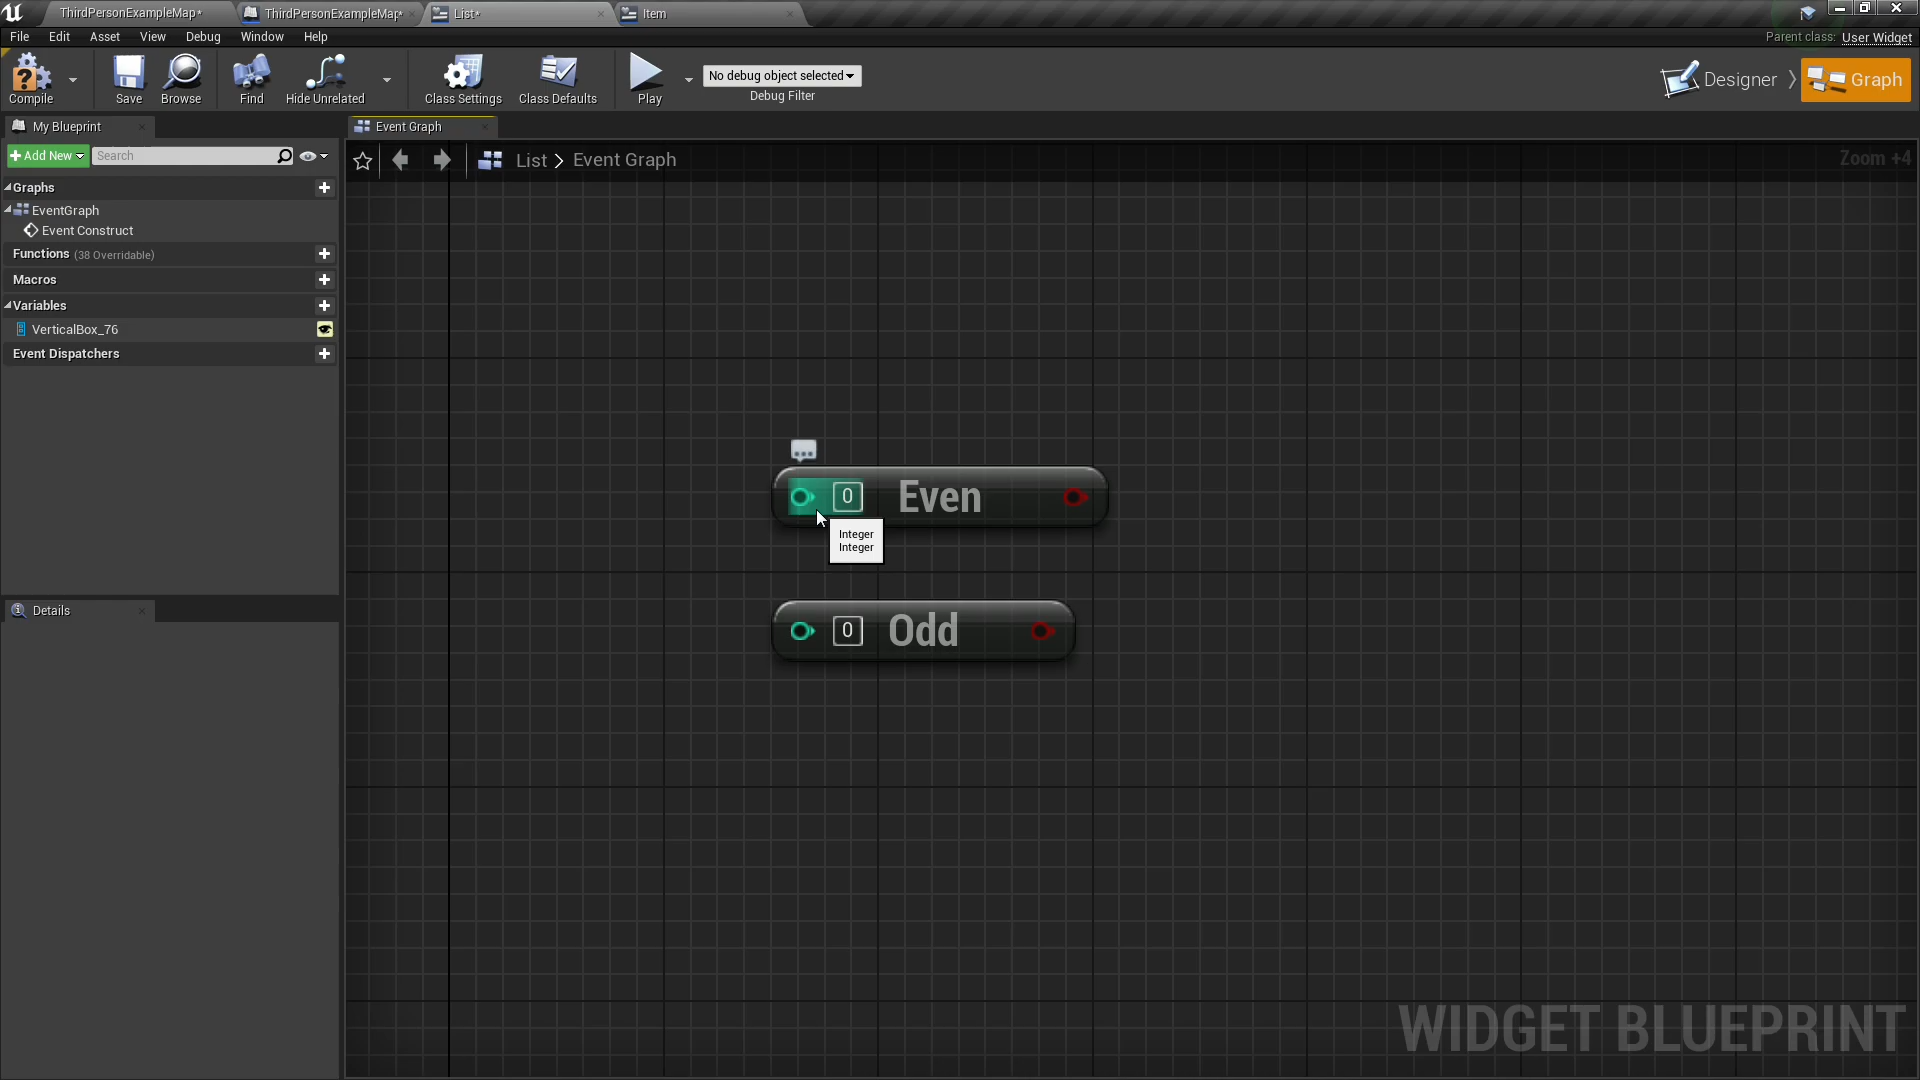 ThirdPersonExampleMap*
ThirdPersonExampleMap*
List*
Item
File Edit Asset View Debug Window Help
Parent class: User Widget
Compile
Save
Browse
Find
Hide Unrelated
Class Settings
Class Defaults
Play
No debug object selected
Debug Filter
Designer
Graph
My Blueprint
Event Graph
Add New
Search
List > Event Graph
Zoom +4
Graphs
EventGraph
Event Construct
Functions (38 Overridable)
Macros
Variables
VerticalBox_76
Event Dispatchers
0 Even
Integer
Integer
Details
0 Odd
WIDGET BLUEPRINT